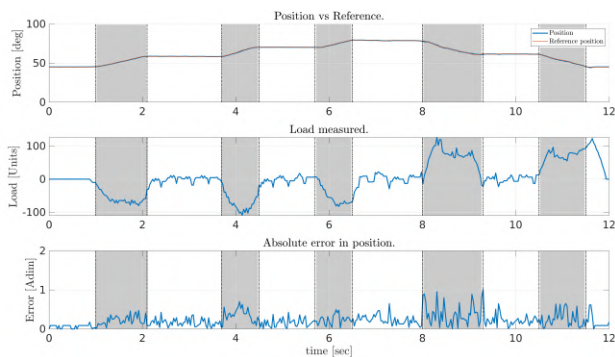 Position vs Reference.
Position [deg]
100
50
0
Position
Reference position
0 2 4 6 8 10 12
Load measured.
Load [Units]
100
0
-100
0 2 4 6 8 10 12
Absolute error in position.
Error [Adim]
2
1
0
0 2 4 6 8 10 12
time [sec]